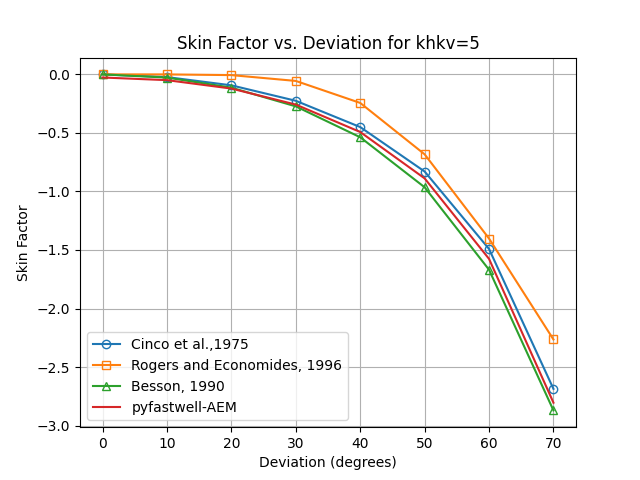 Skin Factor vs. Deviation for khkv=5
Skin Factor
0.0
−0.5
−1.0
−1.5
−2.0
−2.5
−3.0
Cinco et al.,1975
Rogers and Economides, 1996
Besson, 1990
pyfastwell-AEM
0 10 20 30 40 50 60 70
Deviation (degrees)